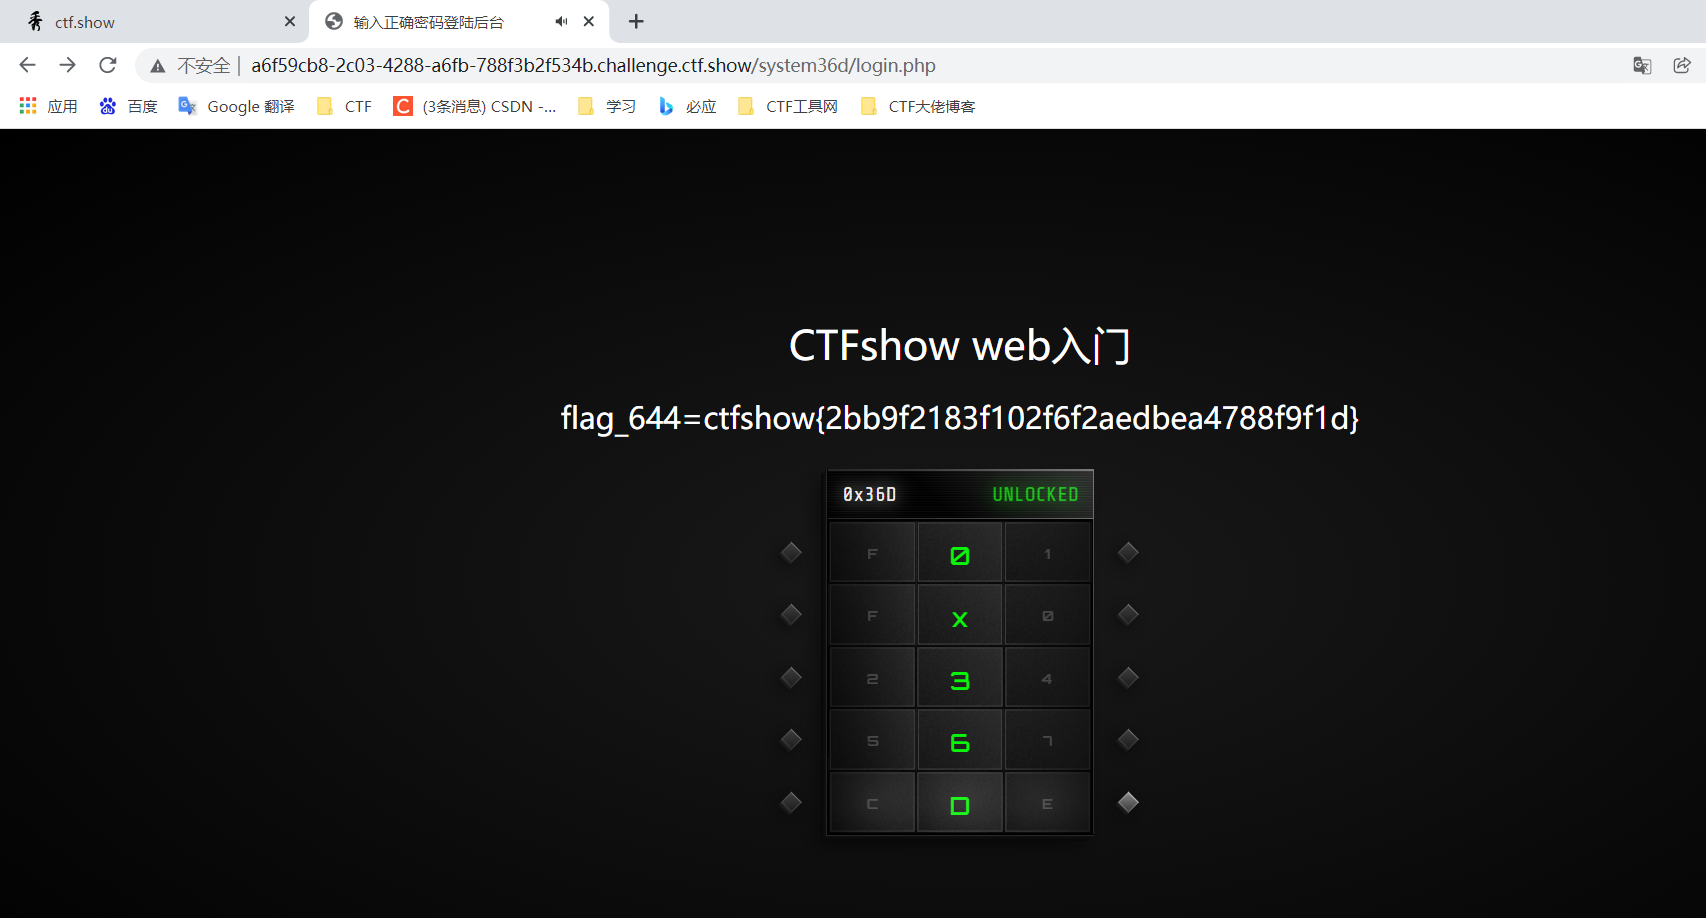 ctf.show
输入正确密码登陆后台
不安全 | a6f59cb8-2c03-4288-a6fb-788f3b2f534b.challenge.ctf.show/system36d/login.php
应用 百度 Google 翻译 CTF C (3条消息) CSDN -... 学习 必应 CTF工具网 CTF大佬博客
CTFshow web入门
flag_644=ctfshow{2bb9f2183f102f6f2aedbea4788f9f1d}
0x36D UNLOCKED
F 0 1
F x 0
2 3 4
5 6 7
C D E